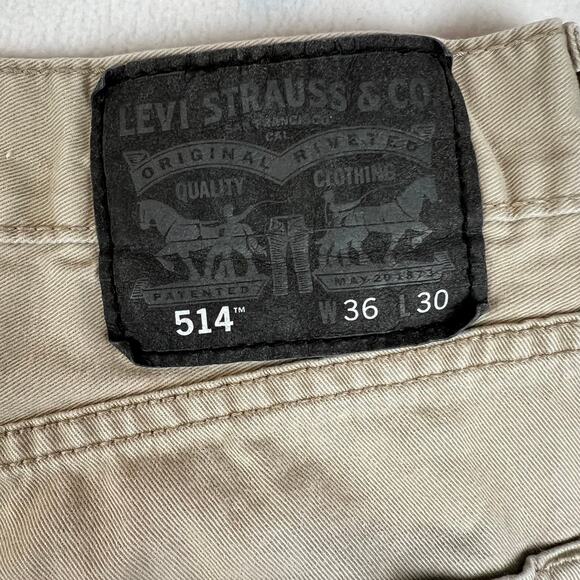 LEVI STRAUSS & CO.
SAN FRANCISCO
CAL.
ORIGINAL RIVETED
QUALITY CLOTHING
PATENTED MAY 20 1873
514™ W 36 L 30